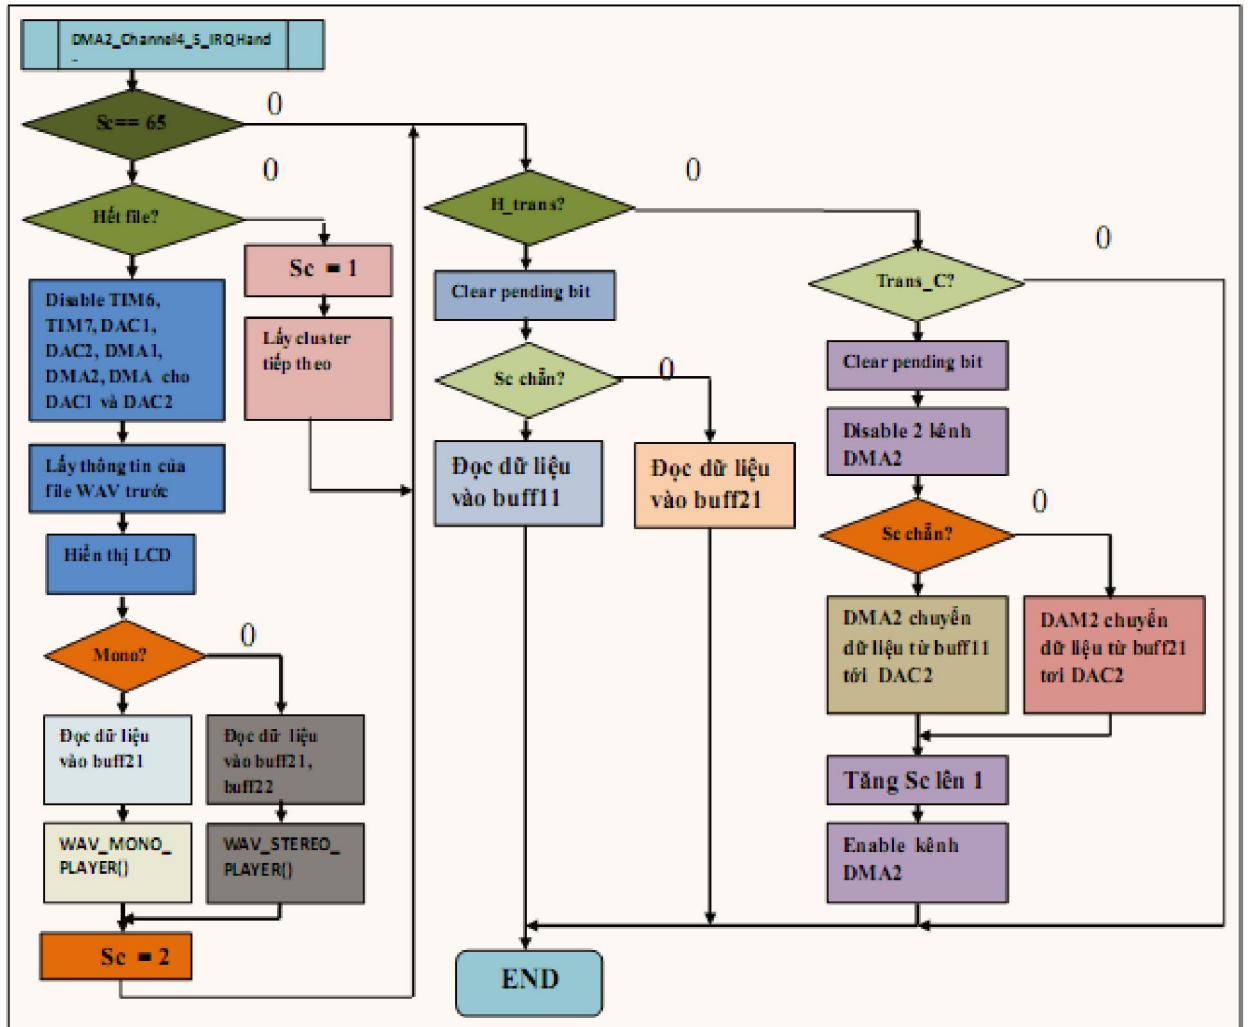 DMA2_Channel4_5_IRQHand
-
0
Sc== 65
0
Hết file?
Sc = 1
Disable TIM6,
TIM7, DAC1,
DAC2, DMA1,
DMA2, DMA cho
DAC1 và DAC2
Lấy cluster
tiếp theo
Lấy thông tin của
file WAV trước
Hiển thị LCD
0
Mono?
Đọc dữ liệu
vào buff21
Đọc dữ liệu
vào buff21,
buff22
WAV_MONO_
PLAYER()
WAV_STEREO_
PLAYER()
Sc = 2
0
H_trans?
Clear pending bit
0
Sc chẵn?
Đọc dữ liệu
vào buff11
Đọc dữ liệu
vào buff21
0
Trans_C?
Clear pending bit
Disable 2 kênh
DMA2
0
Sc chẵn?
DMA2 chuyển
dữ liệu từ buff11
tới DAC2
DAM2 chuyển
dữ liệu từ buff21
tơi DAC2
Tăng Sc lên 1
Enable kênh
DMA2
END